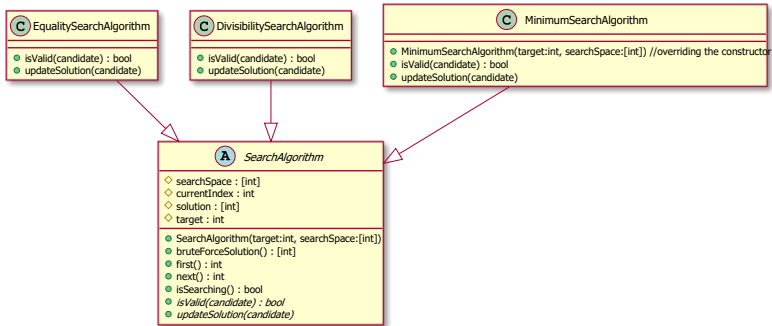 C EqualitySearchAlgorithm
isValid(candidate) : bool
updateSolution(candidate)
C DivisibilitySearchAlgorithm
isValid(candidate) : bool
updateSolution(candidate)
C MinimumSearchAlgorithm
MinimumSearchAlgorithm(target:int, searchSpace:[int]) //overriding the constructor
isValid(candidate) : bool
updateSolution(candidate)
A SearchAlgorithm
searchSpace : [int]
currentIndex : int
solution : [int]
target : int
SearchAlgorithm(target:int, searchSpace:[int])
bruteForceSolution() : [int]
first() : int
next() : int
isSearching() : bool
isValid(candidate) : bool
updateSolution(candidate)